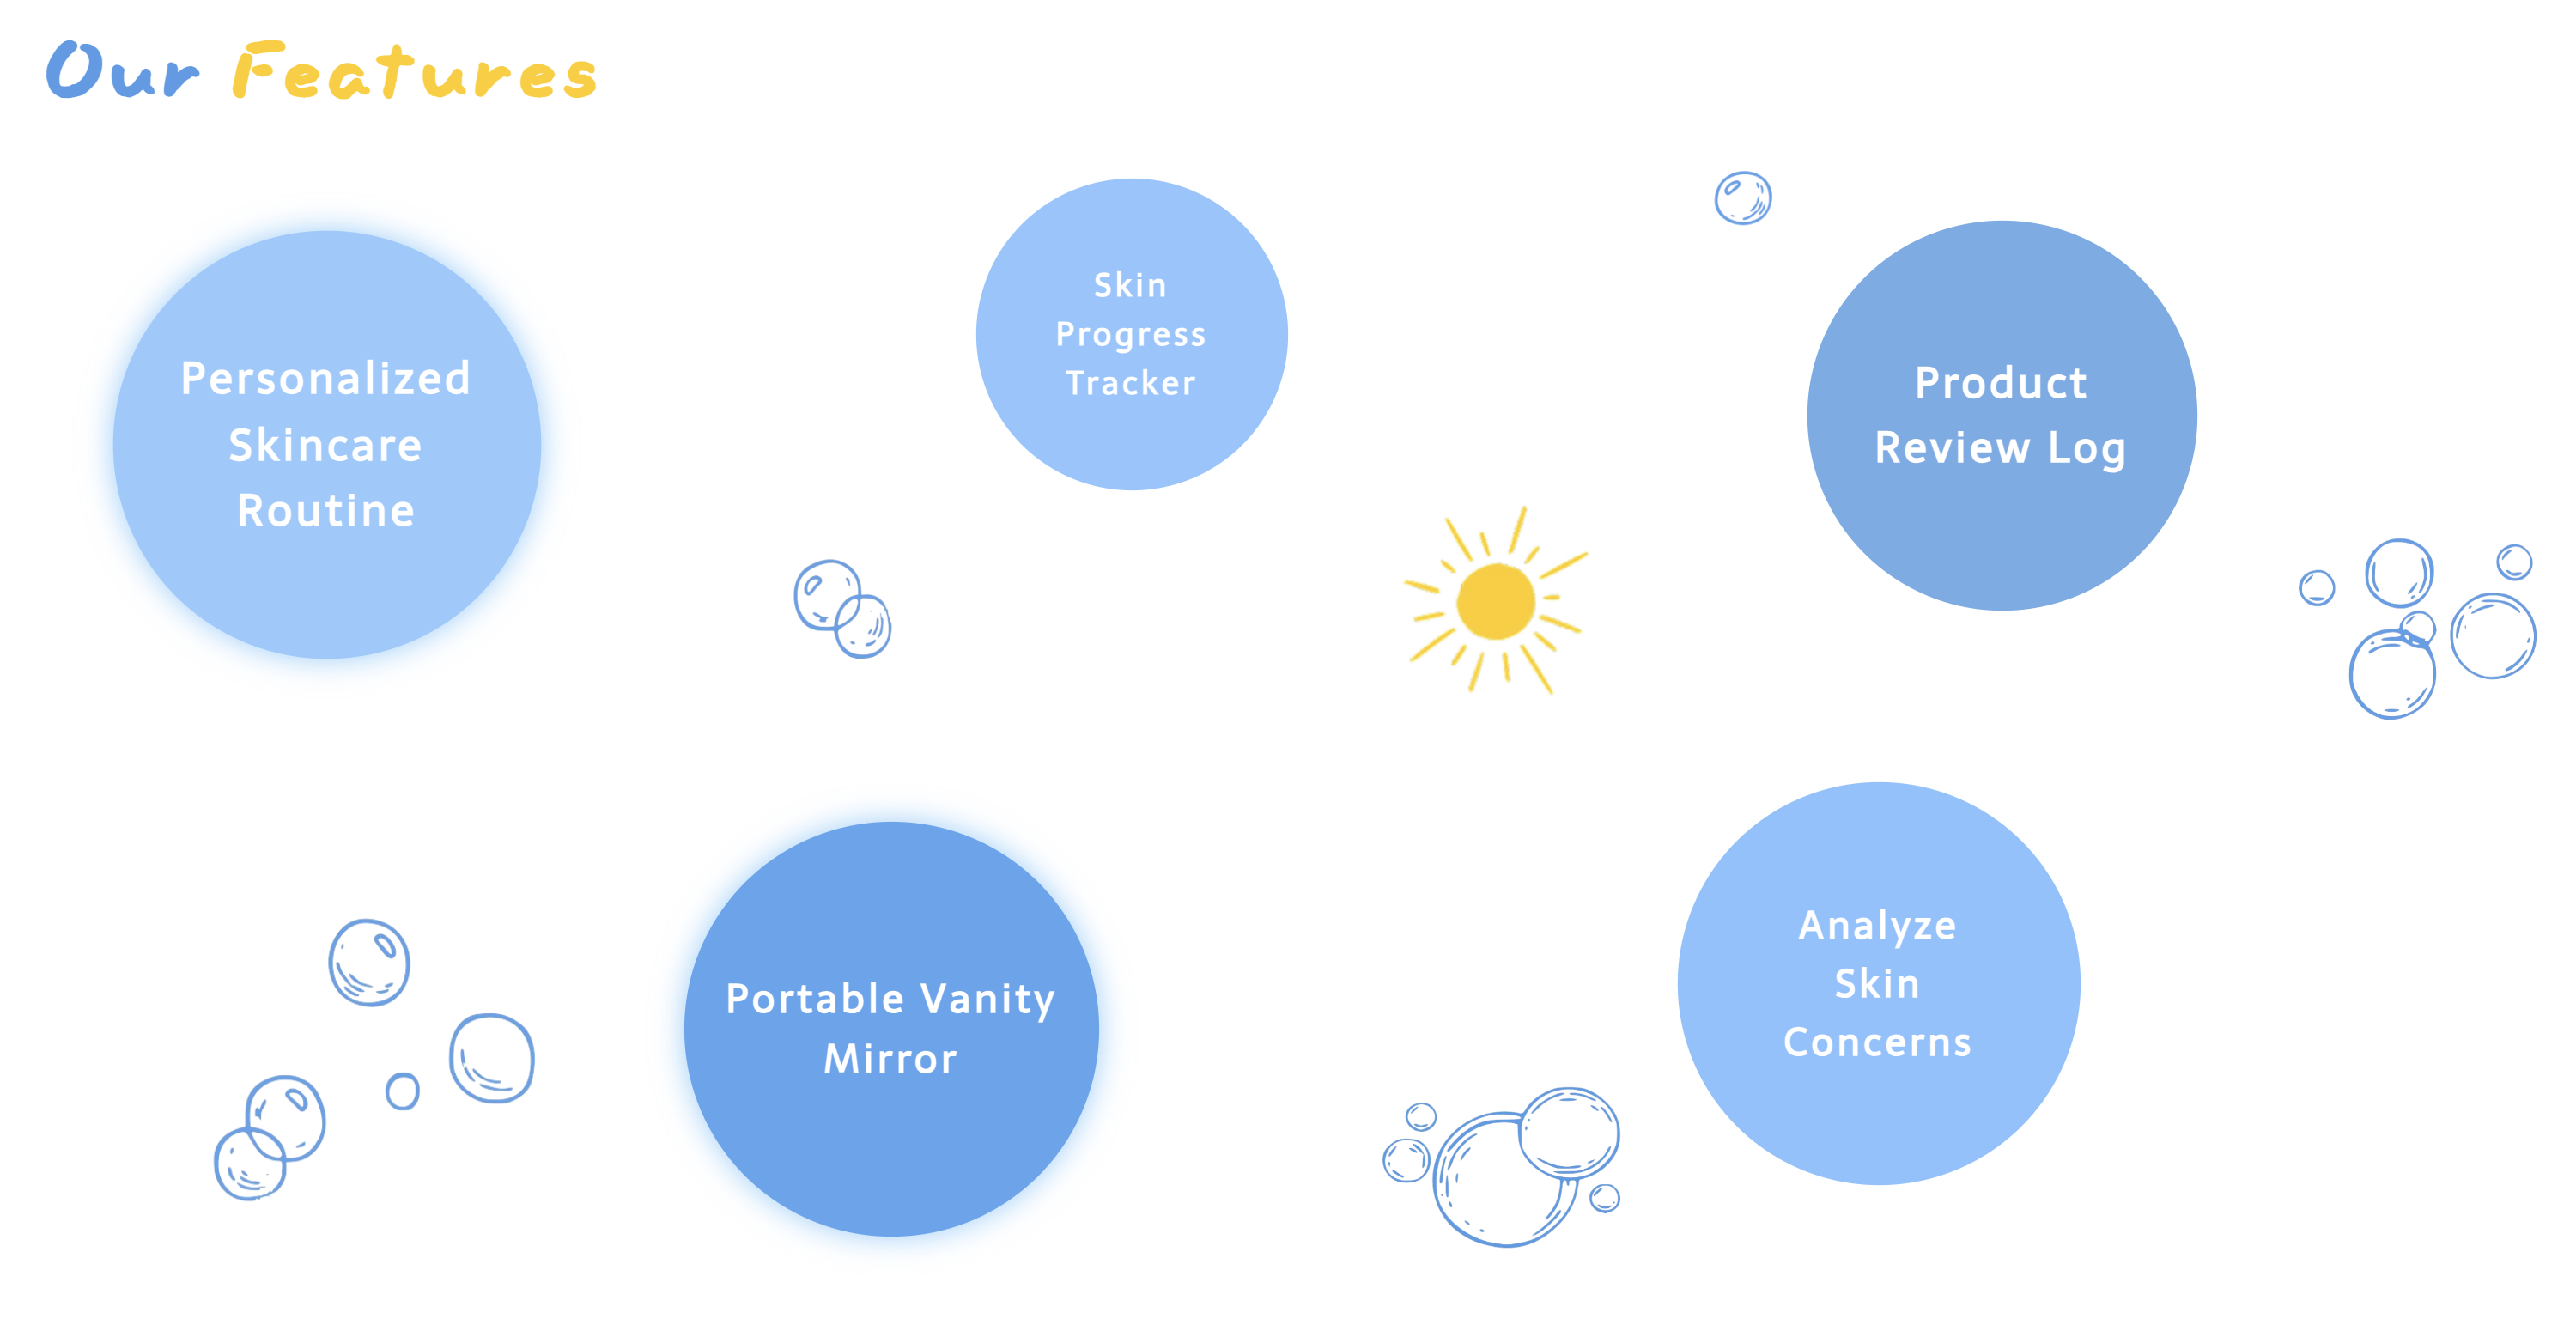 Our Features
Personalized
Skincare
Routine
Skin
Progress
Tracker
Product
Review Log
Portable Vanity
Mirror
Analyze
Skin
Concerns